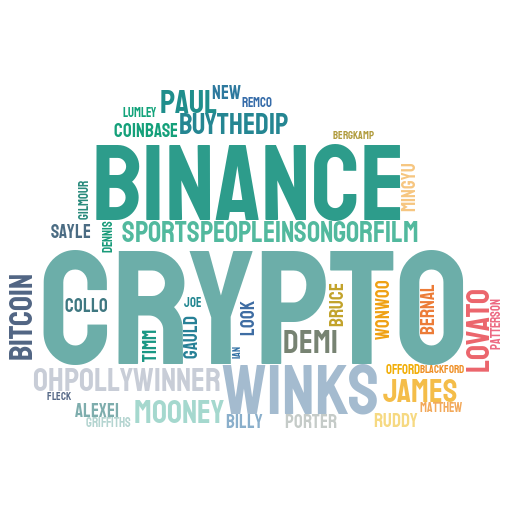 PAUL
NEW
LUMLEY
REMCO
COINBASE
BUYTHEDIP
BERGKAMP
BINANCE
GILMOUR
MINGYU
SAYLE
DENNIS
SPORTSPEOPLEINSONGORFILM
CRYPTO
BITCOIN
COLLO
TIMM
GAULD
JOE
IAN
LOOK
DEMI
BRUCE
WONWOO
BERNAL
LOVATO
PATTERSON
OHPOLLYWINNER
WINKS
OFFORD
BLACKFORD
JAMES
FLECK
ALEXEI
GRIFFITHS
MOONEY
BILLY
PORTER
RUDDY
MATTHEW